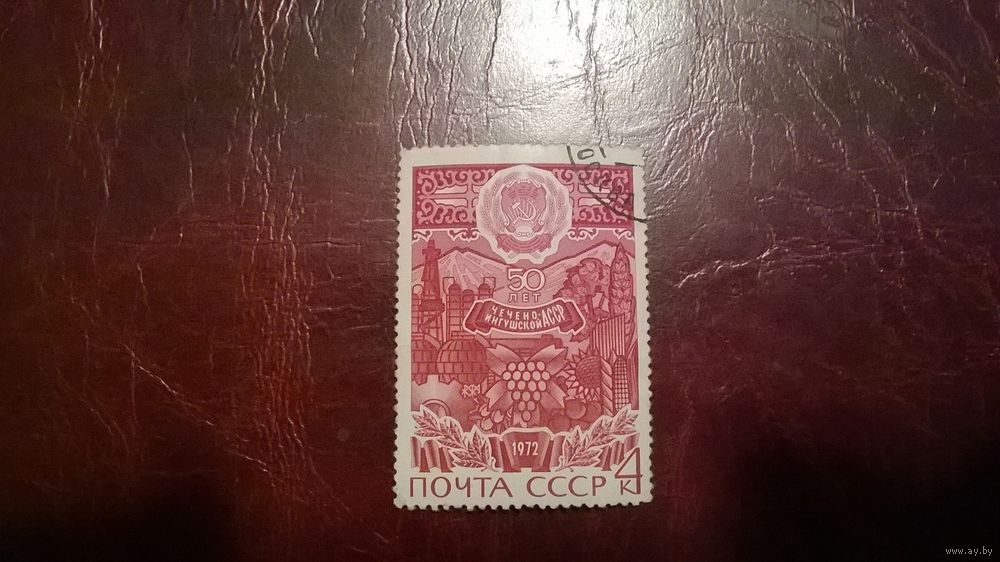 50
ЛЕТ
ЧЕЧЕНО-
ИНГУШСКОЙ АССР
1972
4
ПОЧТА СССР К
www.ay.by